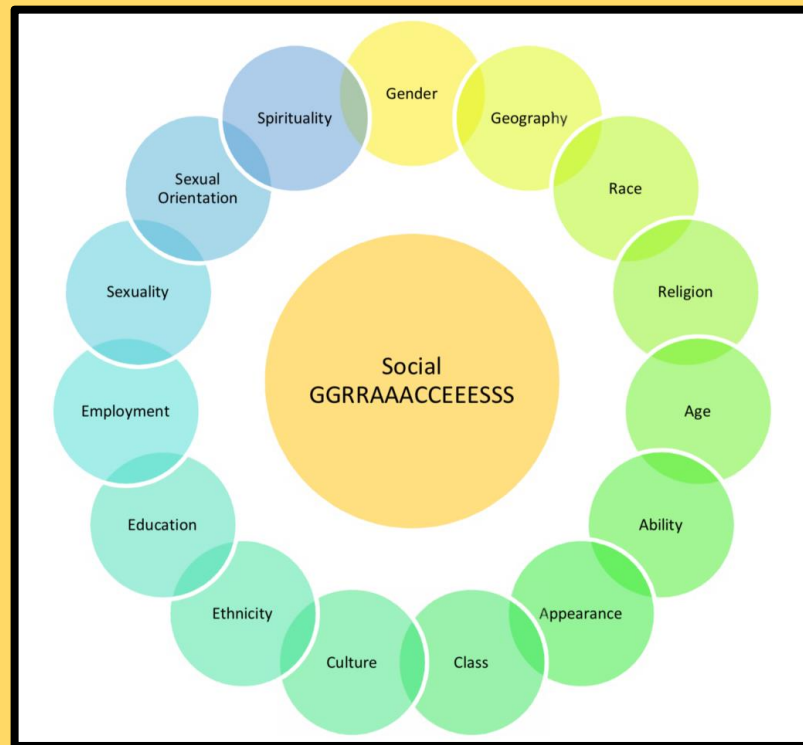 Gender
Geography
Race
Religion
Age
Ability
Appearance
Class
Culture
Ethnicity
Education
Employment
Sexuality
Sexual
Orientation
Spirituality
Social
GGRRAAACCEEESSS